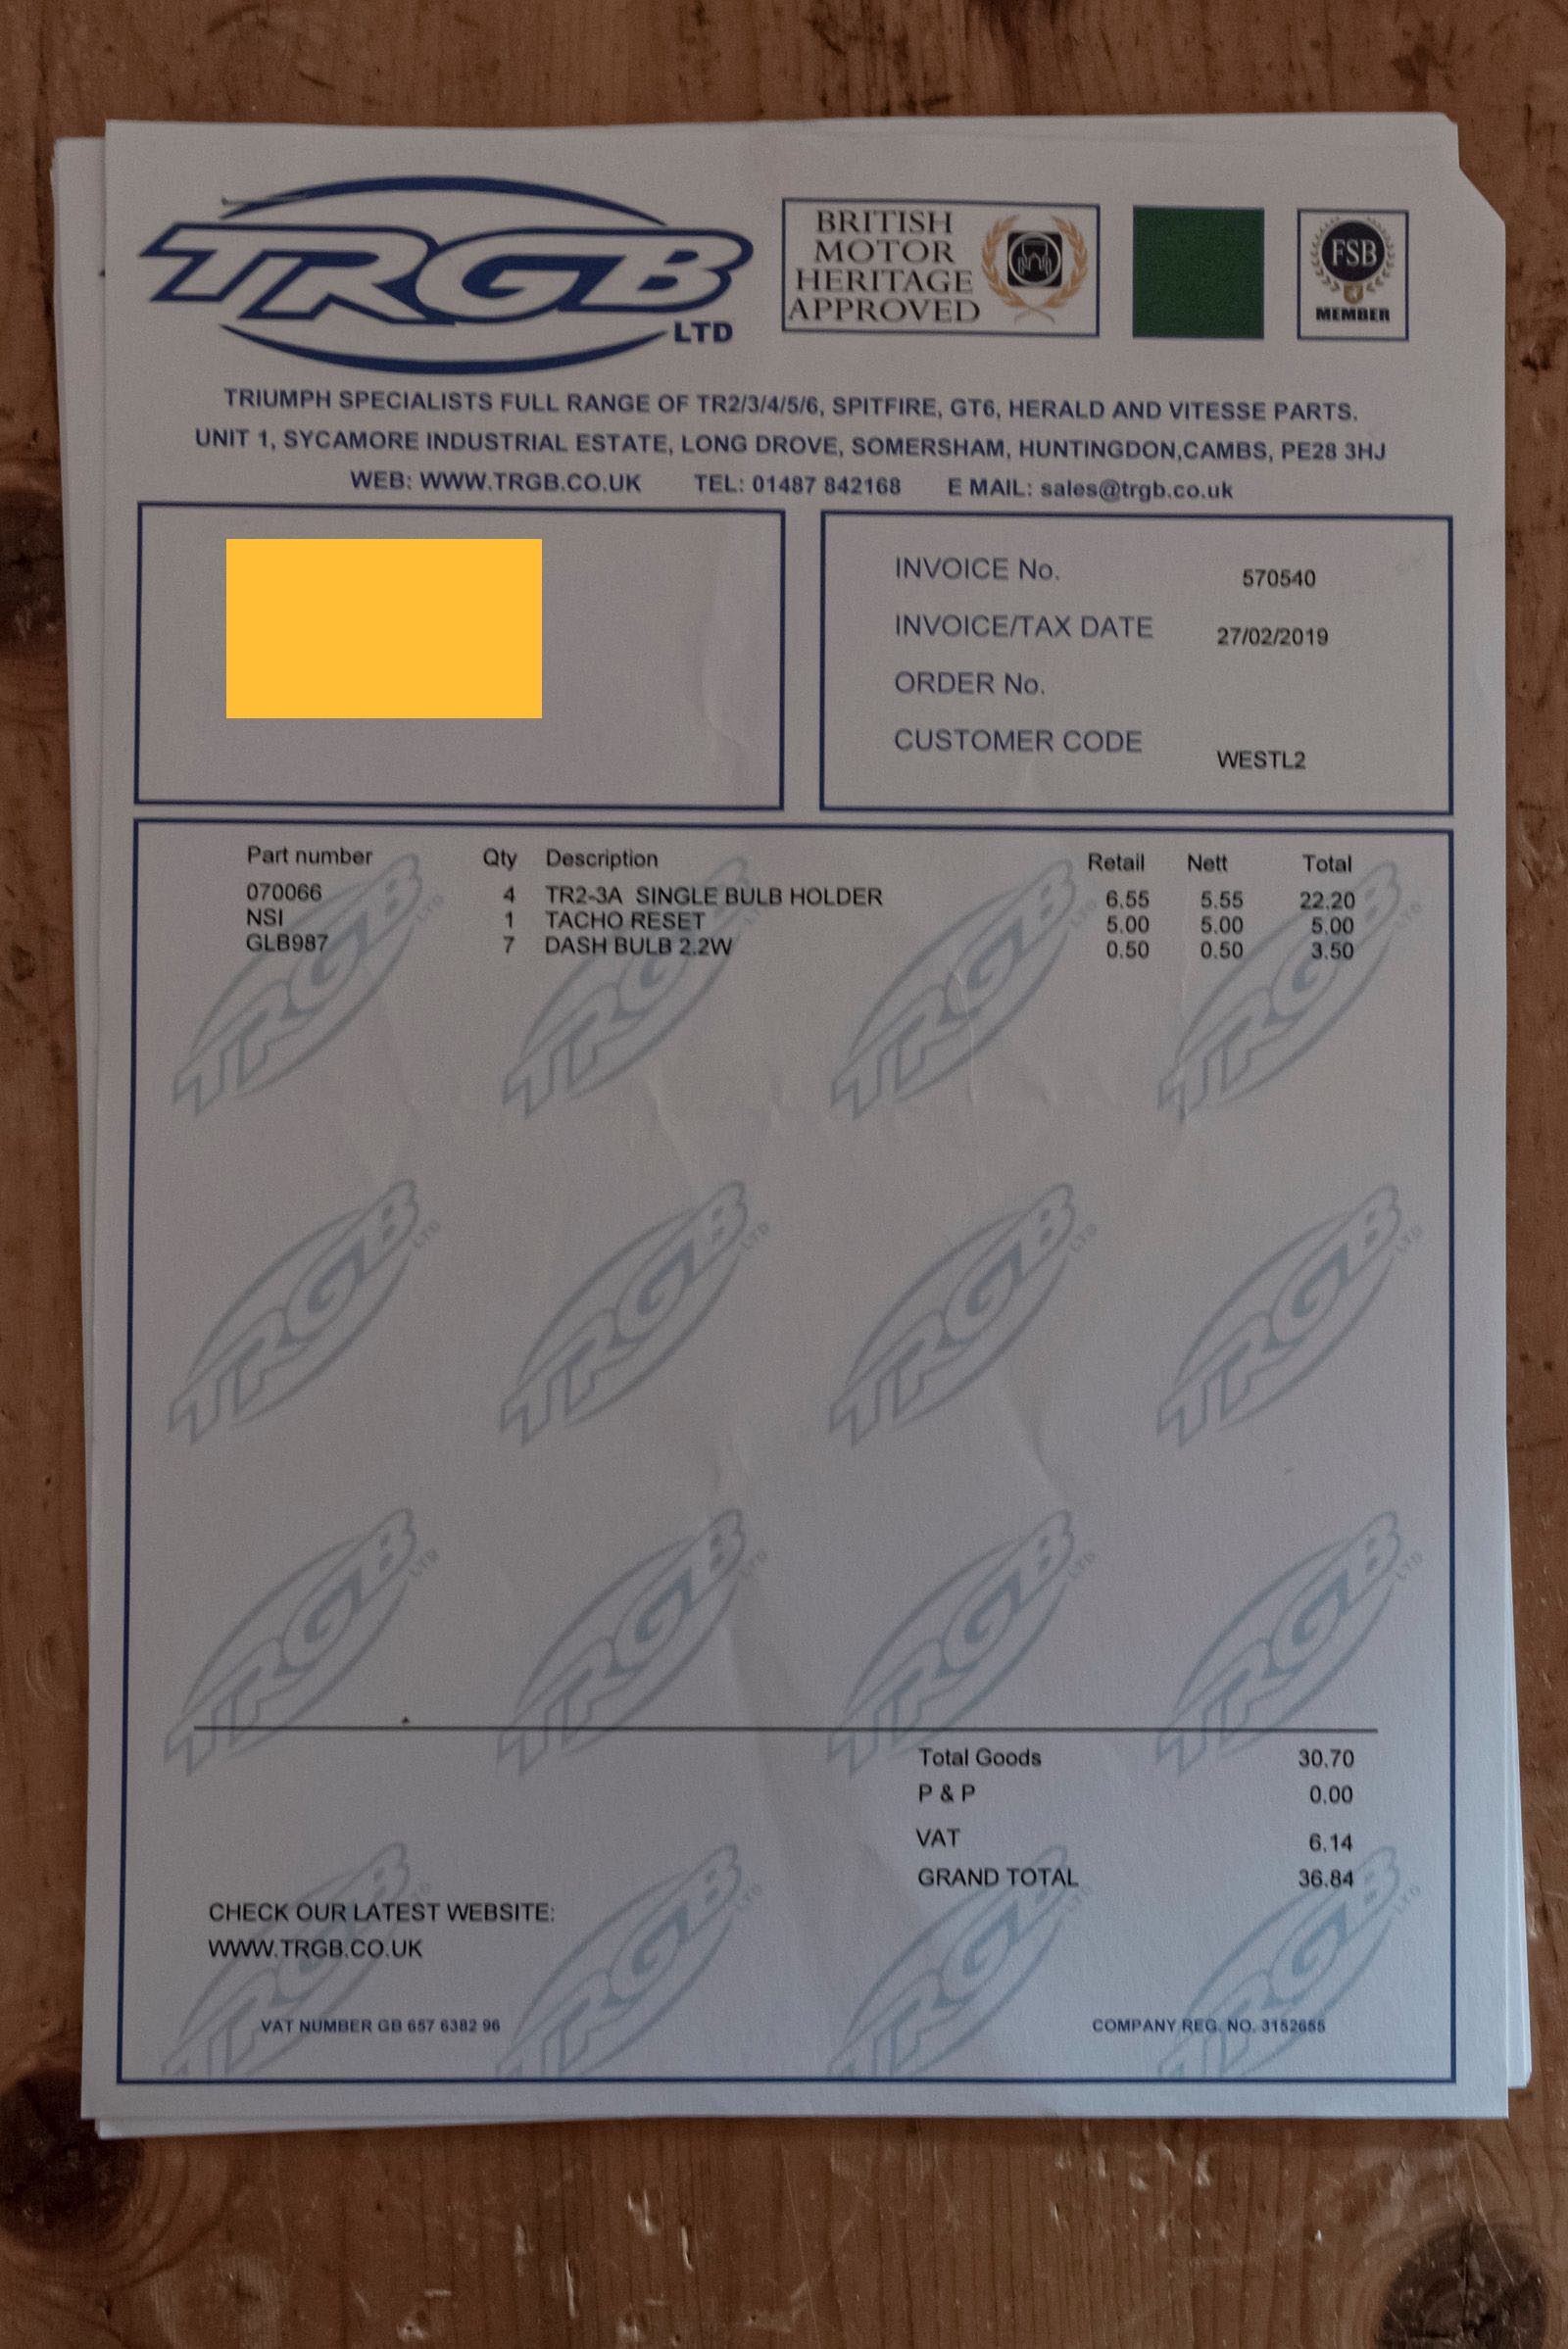 TRGB
LTD
BRITISH
MOTOR
HERITAGE
APPROVED
FSB
MEMBER
TRIUMPH SPECIALISTS FULL RANGE OF TR2/3/4/5/6, SPITFIRE, GT6, HERALD AND VITESSE PARTS.
UNIT 1, SYCAMORE INDUSTRIAL ESTATE, LONG DROVE, SOMERSHAM, HUNTINGDON,CAMBS, PE28 3HJ
WEB: WWW.TRGB.CO.UK TEL: 01487 842168 E MAIL: sales@trgb.co.uk
INVOICE No. 570540
INVOICE/TAX DATE 27/02/2019
ORDER No.
CUSTOMER CODE WESTL2
Part number Qty Description Retail Nett Total
070066 4 TR2-3A SINGLE BULB HOLDER 6.55 5.55 22.20
NSI 1 TACHO RESET 5.00 5.00 5.00
GLB987 7 DASH BULB 2.2W 0.50 0.50 3.50
Total Goods 30.70
P & P 0.00
VAT 6.14
GRAND TOTAL 36.84
CHECK OUR LATEST WEBSITE:
WWW.TRGB.CO.UK
VAT NUMBER GB 657 6382 96 COMPANY REG. NO. 3152655